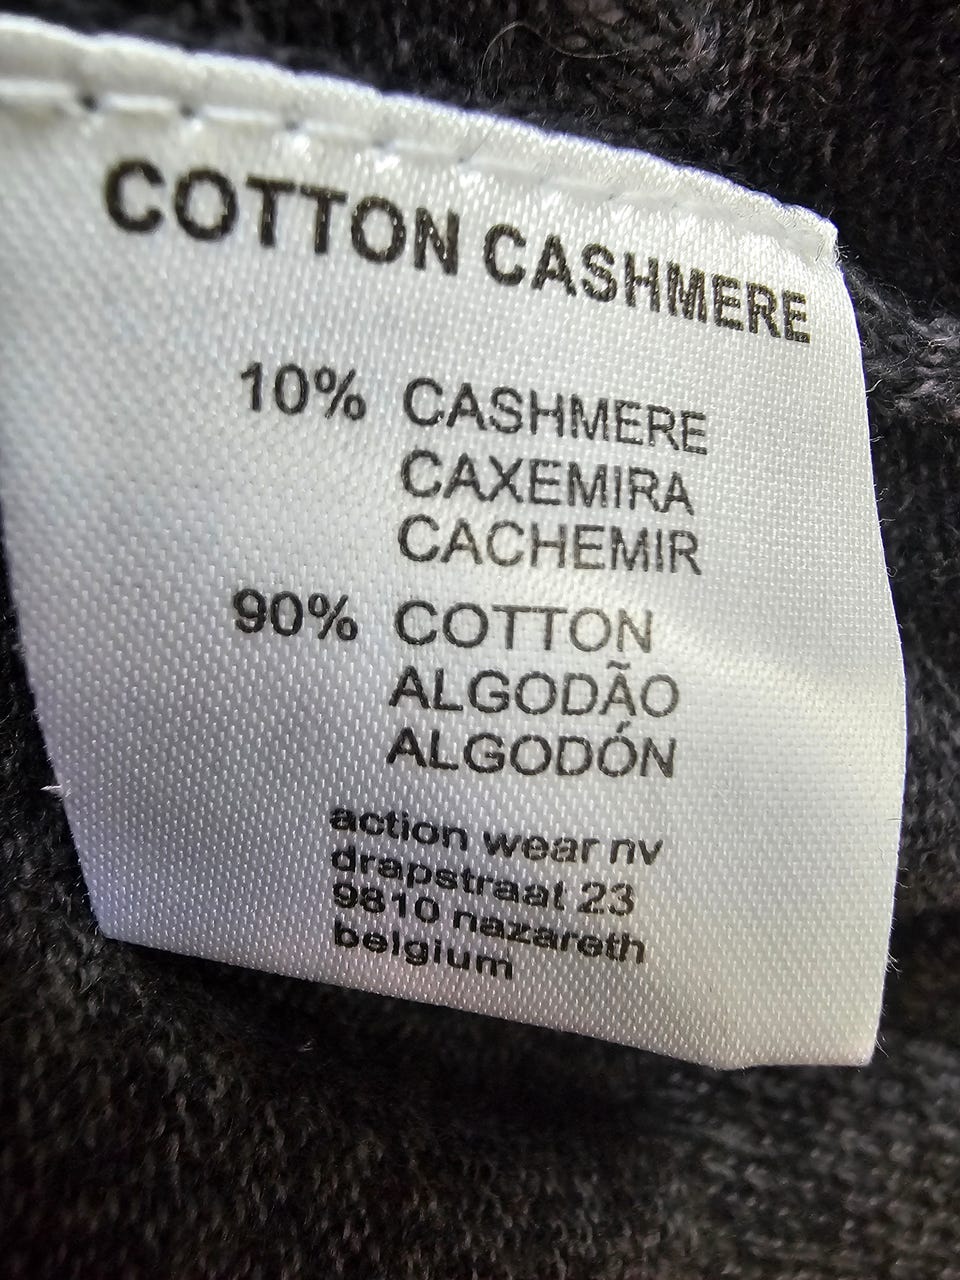 COTTON CASHMERE
10% CASHMERE
CAXEMIRA
CACHEMIR
90% COTTON
ALGODÃO
ALGODÓN
action wear nv
drapstraat 23
9810 nazareth
belgium